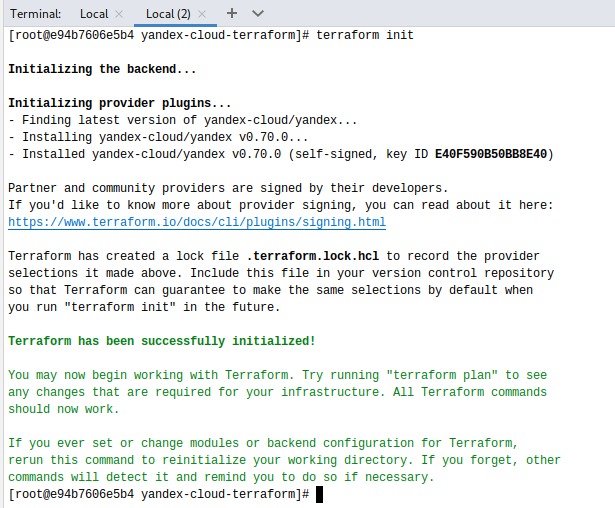 Terminal: Local × Local (2) × +
[root@e94b7606e5b4 yandex-cloud-terraform]# terraform init
Initializing the backend...
Initializing provider plugins...
- Finding latest version of yandex-cloud/yandex...
- Installing yandex-cloud/yandex v0.70.0...
- Installed yandex-cloud/yandex v0.70.0 (self-signed, key ID E40F590B50BB8E40)
Partner and community providers are signed by their developers.
If you'd like to know more about provider signing, you can read about it here:
https://www.terraform.io/docs/cli/plugins/signing.html
Terraform has created a lock file .terraform.lock.hcl to record the provider
selections it made above. Include this file in your version control repository
so that Terraform can guarantee to make the same selections by default when
you run "terraform init" in the future.
Terraform has been successfully initialized!
You may now begin working with Terraform. Try running "terraform plan" to see
any changes that are required for your infrastructure. All Terraform commands
should now work.
If you ever set or change modules or backend configuration for Terraform,
rerun this command to reinitialize your working directory. If you forget, other
commands will detect it and remind you to do so if necessary.
[root@e94b7606e5b4 yandex-cloud-terraform]#